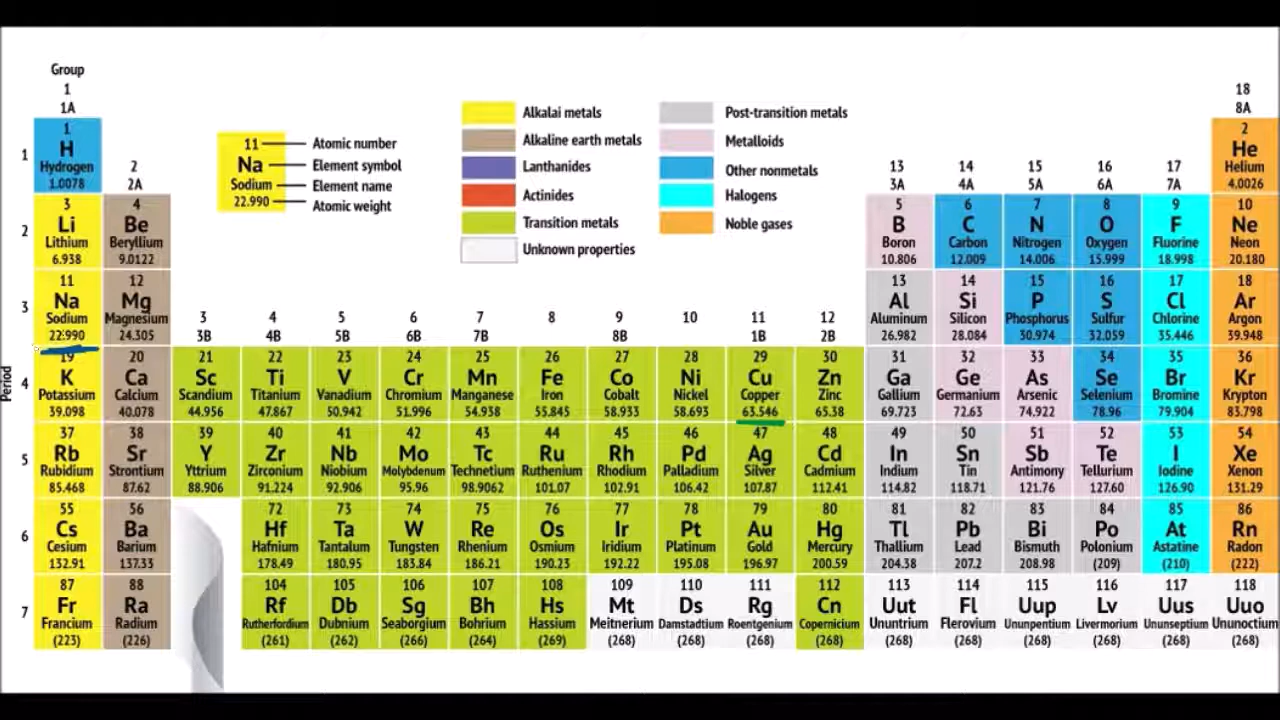 Group
1
18
1A
8A
1
H
Hydrogen
1.0078
2
He
Helium
4.0026
Alkalai metals
Alkaline earth metals
Lanthanides
Actinides
Transition metals
Unknown properties
Post-transition metals
Metalloids
Other nonmetals
Halogens
Noble gases
11 Atomic number
Na Element symbol
Sodium Element name
22.990 Atomic weight
1
2 13 14 15 16 17
2A 3A 4A 5A 6A 7A
2
3 4 5 6 7 8 9 10
Li Be B C N O F Ne
Lithium Beryllium Boron Carbon Nitrogen Oxygen Fluorine Neon
6.938 9.0122 10.806 12.009 14.006 15.999 18.998 20.180
3
11 12 13 14 15 16 17 18
Na Mg Al Si P S Cl Ar
Sodium Magnesium Aluminum Silicon Phosphorus Sulfur Chlorine Argon
22.990 24.305 26.982 28.084 30.974 32.059 35.446 39.948
3 4 5 6 7 8 9 10 11 12
3B 4B 5B 6B 7B 8B 1B 2B
Period
4
19 20 21 22 23 24 25 26 27 28 29 30 31 32 33 34 35 36
K Ca Sc Ti V Cr Mn Fe Co Ni Cu Zn Ga Ge As Se Br Kr
Potassium Calcium Scandium Titanium Vanadium Chromium Manganese Iron Cobalt Nickel Copper Zinc Gallium Germanium Arsenic Selenium Bromine Krypton
39.098 40.078 44.956 47.867 50.942 51.996 54.938 55.845 58.933 58.693 63.546 65.38 69.723 72.63 74.922 78.96 79.904 83.798
5
37 38 39 40 41 42 43 44 45 46 47 48 49 50 51 52 53 54
Rb Sr Y Zr Nb Mo Tc Ru Rh Pd Ag Cd In Sn Sb Te I Xe
Rubidium Strontium Yttrium Zirconium Niobium Molybdenum Technetium Ruthenium Rhodium Palladium Silver Cadmium Indium Tin Antimony Tellurium Iodine Xenon
85.468 87.62 88.906 91.224 92.906 95.96 98.9062 101.07 102.91 106.42 107.87 112.41 114.82 118.71 121.76 127.60 126.90 131.29
6
55 56 72 73 74 75 76 77 78 79 80 81 82 83 84 85 86
Cs Ba Hf Ta W Re Os Ir Pt Au Hg Tl Pb Bi Po At Rn
Cesium Barium Hafnium Tantalum Tungsten Rhenium Osmium Iridium Platinum Gold Mercury Thallium Lead Bismuth Polonium Astatine Radon
132.91 137.33 178.49 180.95 183.84 186.21 190.23 192.22 195.08 196.97 200.59 204.38 207.2 208.98 (209) (210) (222)
7
87 88 104 105 106 107 108 109 110 111 112 113 114 115 116 117 118
Fr Ra Rf Db Sg Bh Hs Mt Ds Rg Cn Uut Fl Uup Lv Uus Uuo
Francium Radium Rutherfordium Dubnium Seaborgium Bohrium Hassium Meitnerium Damstadtium Roentgenium Copernicium Ununtrium Flerovium Ununpentium Livermorium Ununseptium Ununoctium
(223) (226) (261) (262) (266) (264) (269) (268) (268) (268) (268) (268) (268) (268) (268) (268) (268)